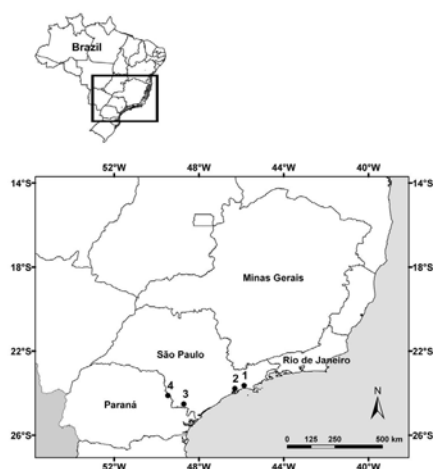 Brazil
52°W 48°W 44°W 40°W
14°S 14°S
18°S 18°S
Minas Gerais
22°S 22°S
São Paulo
Rio de Janeiro
2 1
4 3
Paraná
N
26°S 26°S
0 125 250 500 km
52°W 48°W 44°W 40°W